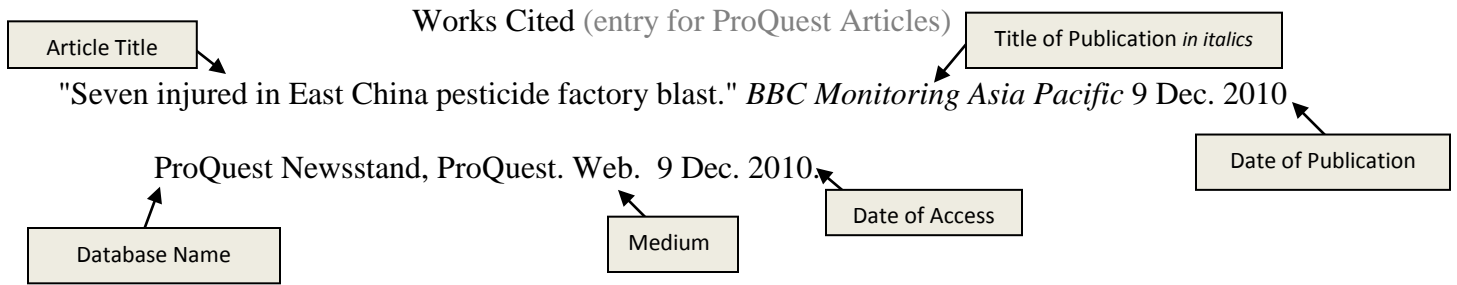 Works Cited (entry for ProQuest Articles)
Article Title
Title of Publication in italics
"Seven injured in East China pesticide factory blast." BBC Monitoring Asia Pacific 9 Dec. 2010
Date of Publication
ProQuest Newsstand, ProQuest. Web.  9 Dec. 2010.
Date of Access
Medium
Database Name